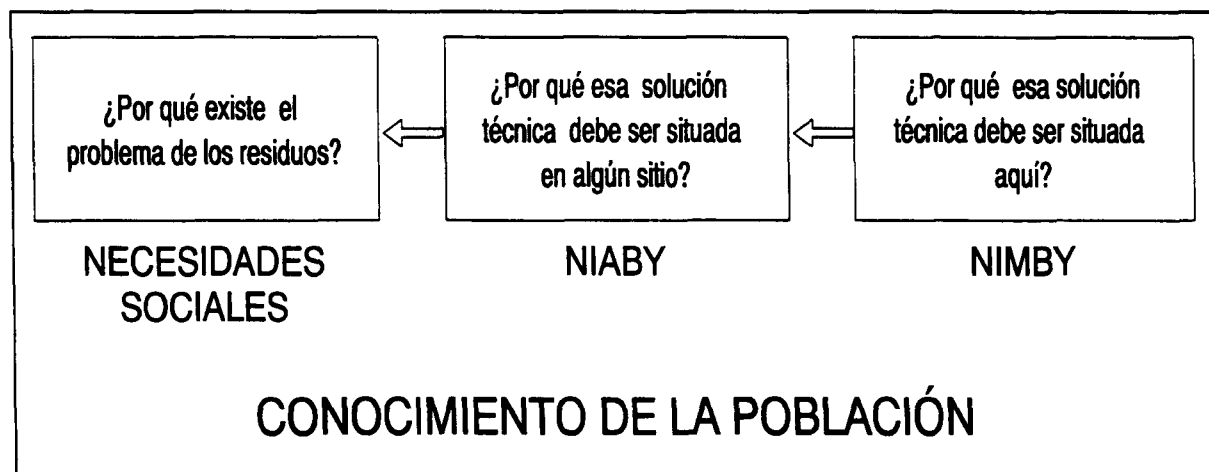 ¿Por qué existe el
problema de los residuos?
¿Por qué esa solución
técnica debe ser situada
en algún sitio?
¿Por qué esa solución
técnica debe ser situada
aquí?
NECESIDADES
SOCIALES
NIABY
NIMBY
CONOCIMIENTO DE LA POBLACIÓN